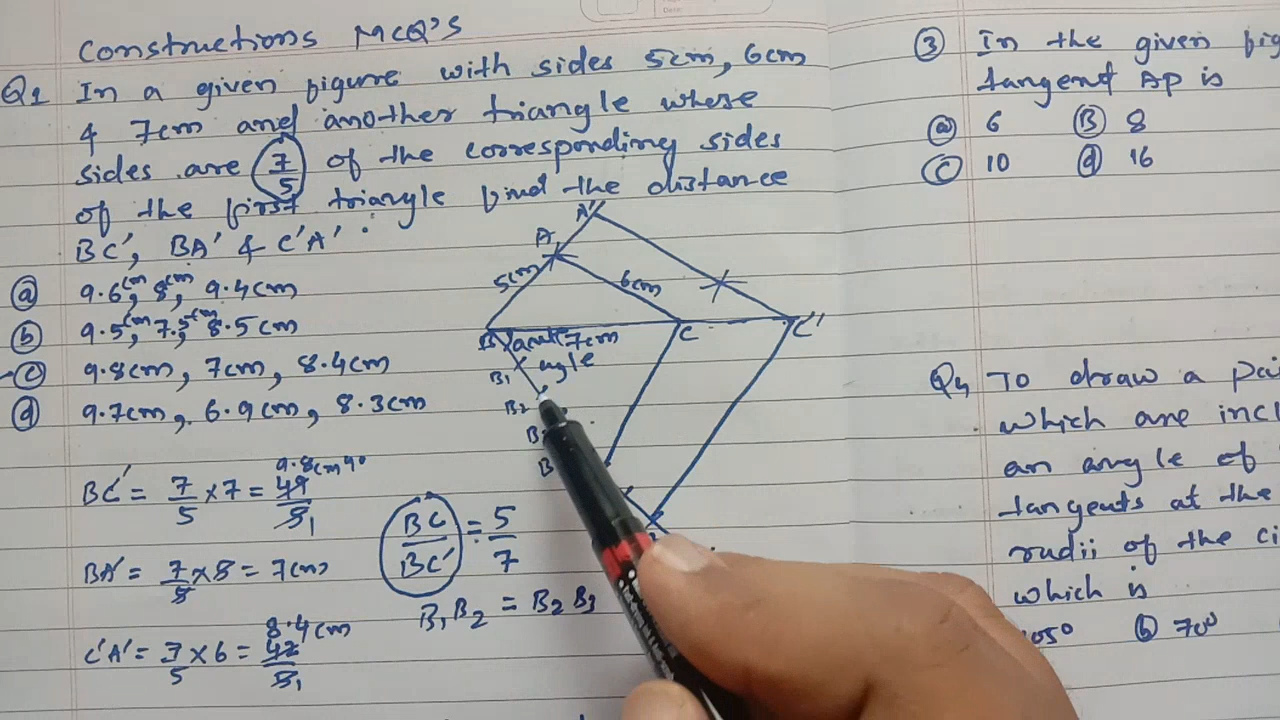 Constructions MCQ's
Q1 In a given figure with sides 5cm, 6cm
& 7cm and another triangle whose
sides are 7/5 of the corresponding sides
of the first triangle find the distance
BC', BA' & C'A'.
(a) 9.6cm, 8cm, 9.4cm
(b) 9.5cm, 7.5cm, 8.5cm
(c) 9.8cm, 7cm, 8.4cm
(d) 9.7cm, 6.9cm, 8.3cm
A'
A
5cm
6cm
B
7cm
C
C'
angle
B1
B2
BC' = 7/5 × 7 = 49/5
9.8cm
BA' = 7/5 × 5 = 7cm
C'A' = 7/5 × 6 = 42/5
8.4cm
BC/BC' = 5/7
B1B2 = B2B3
(3) In the given fig
tangent AP is
(a) 6 (B) 8
(c) 10 (d) 16
Q4 To draw a pai
which are incl
an angle of
tangents at the
radii of the ci
which is
05° (b) 70°